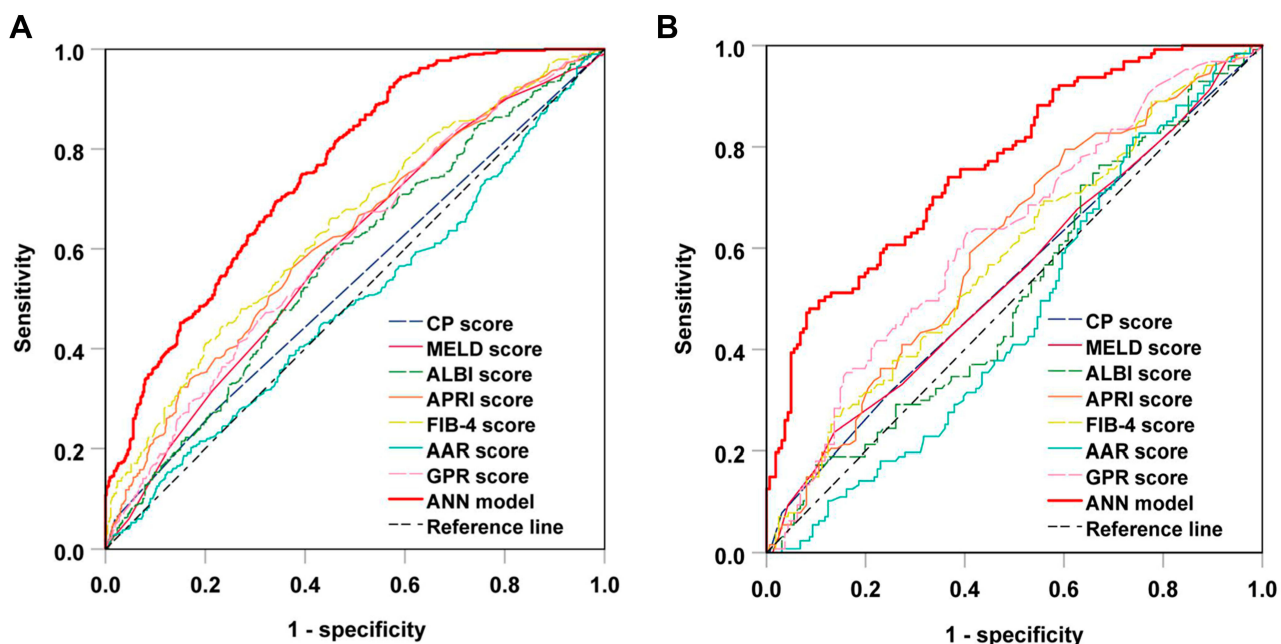 A
1.0
0.8
0.6
0.4
0.2
0.0
Sensitivity
CP score
MELD score
ALBI score
APRI score
FIB-4 score
AAR score
GPR score
ANN model
Reference line
0.0 0.2 0.4 0.6 0.8 1.0
1 - specificity
B
1.0
0.8
0.6
0.4
0.2
0.0
Sensitivity
CP score
MELD score
ALBI score
APRI score
FIB-4 score
AAR score
GPR score
ANN model
Reference line
0.0 0.2 0.4 0.6 0.8 1.0
1 - specificity